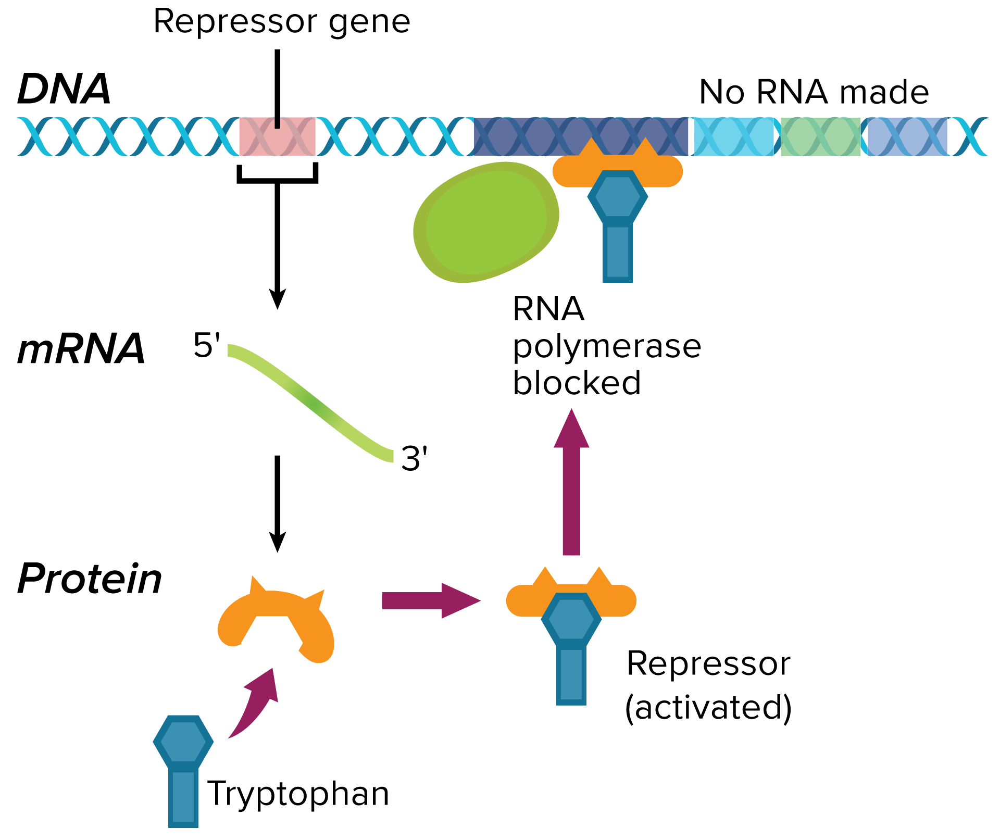 Repressor gene
DNA
No RNA made
RNA
polymerase
blocked
mRNA
5'
3'
Protein
Repressor
(activated)
Tryptophan